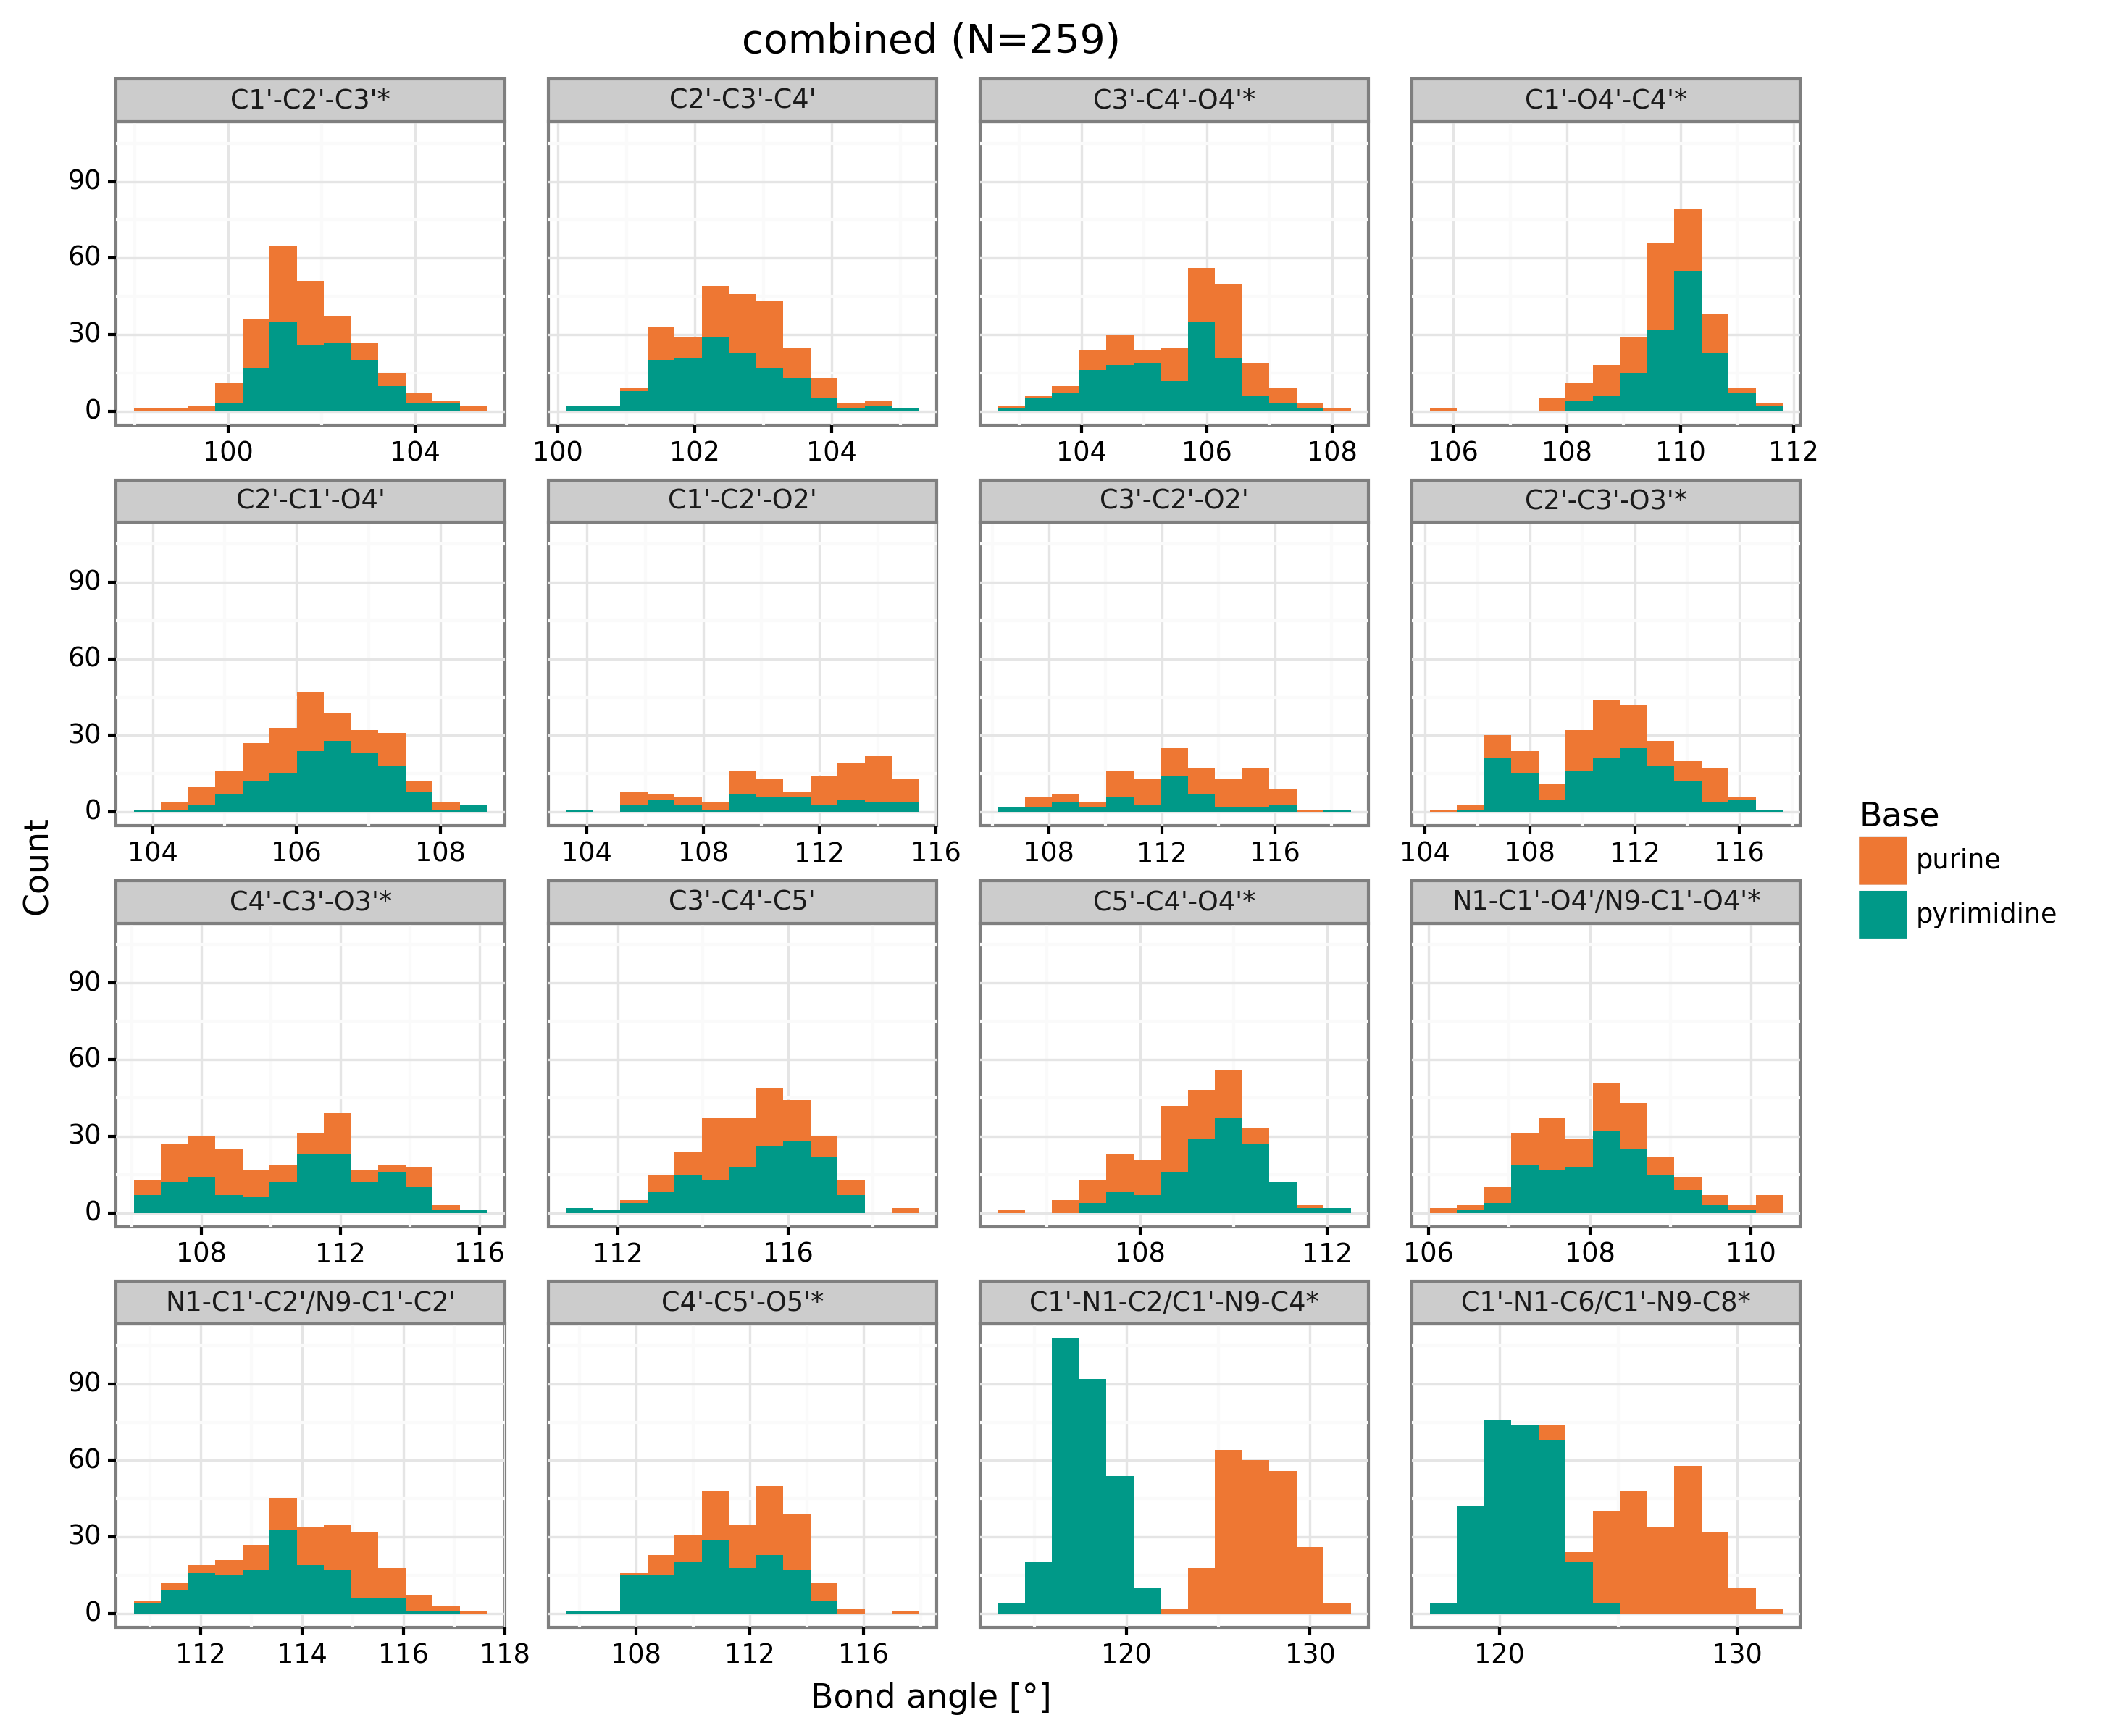 combined (N=259)
C1'-C2'-C3'*
C2'-C3'-C4'
C3'-C4'-O4'*
C1'-O4'-C4'*
90
60
30
0
100 104
100 102 104
104 106 108
106 108 110 112
C2'-C1'-O4'
C1'-C2'-O2'
C3'-C2'-O2'
C2'-C3'-O3'*
90
60
30
0
104 106 108
104 108 112 116
108 112 116
104 108 112 116
Count
Base
purine
pyrimidine
C4'-C3'-O3'*
C3'-C4'-C5'
C5'-C4'-O4'*
N1-C1'-O4'/N9-C1'-O4'*
90
60
30
0
108 112 116
112 116
108 112
106 108 110
N1-C1'-C2'/N9-C1'-C2'
C4'-C5'-O5'*
C1'-N1-C2/C1'-N9-C4*
C1'-N1-C6/C1'-N9-C8*
90
60
30
0
112 114 116 118
108 112 116
120 130
120 130
Bond angle [°]